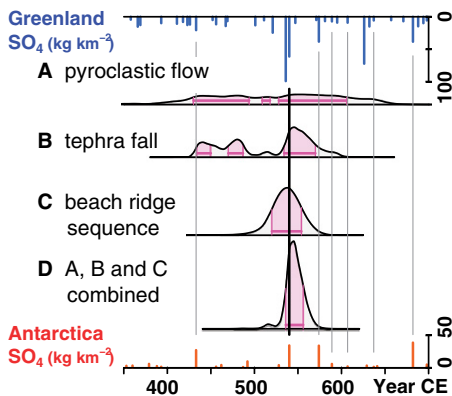 Greenland
SO₄ (kg km⁻²)
0
100
A pyroclastic flow
B tephra fall
C beach ridge
sequence
D A, B and C
combined
Antarctica
SO₄ (kg km⁻²)
50
0
400 500 600 Year CE